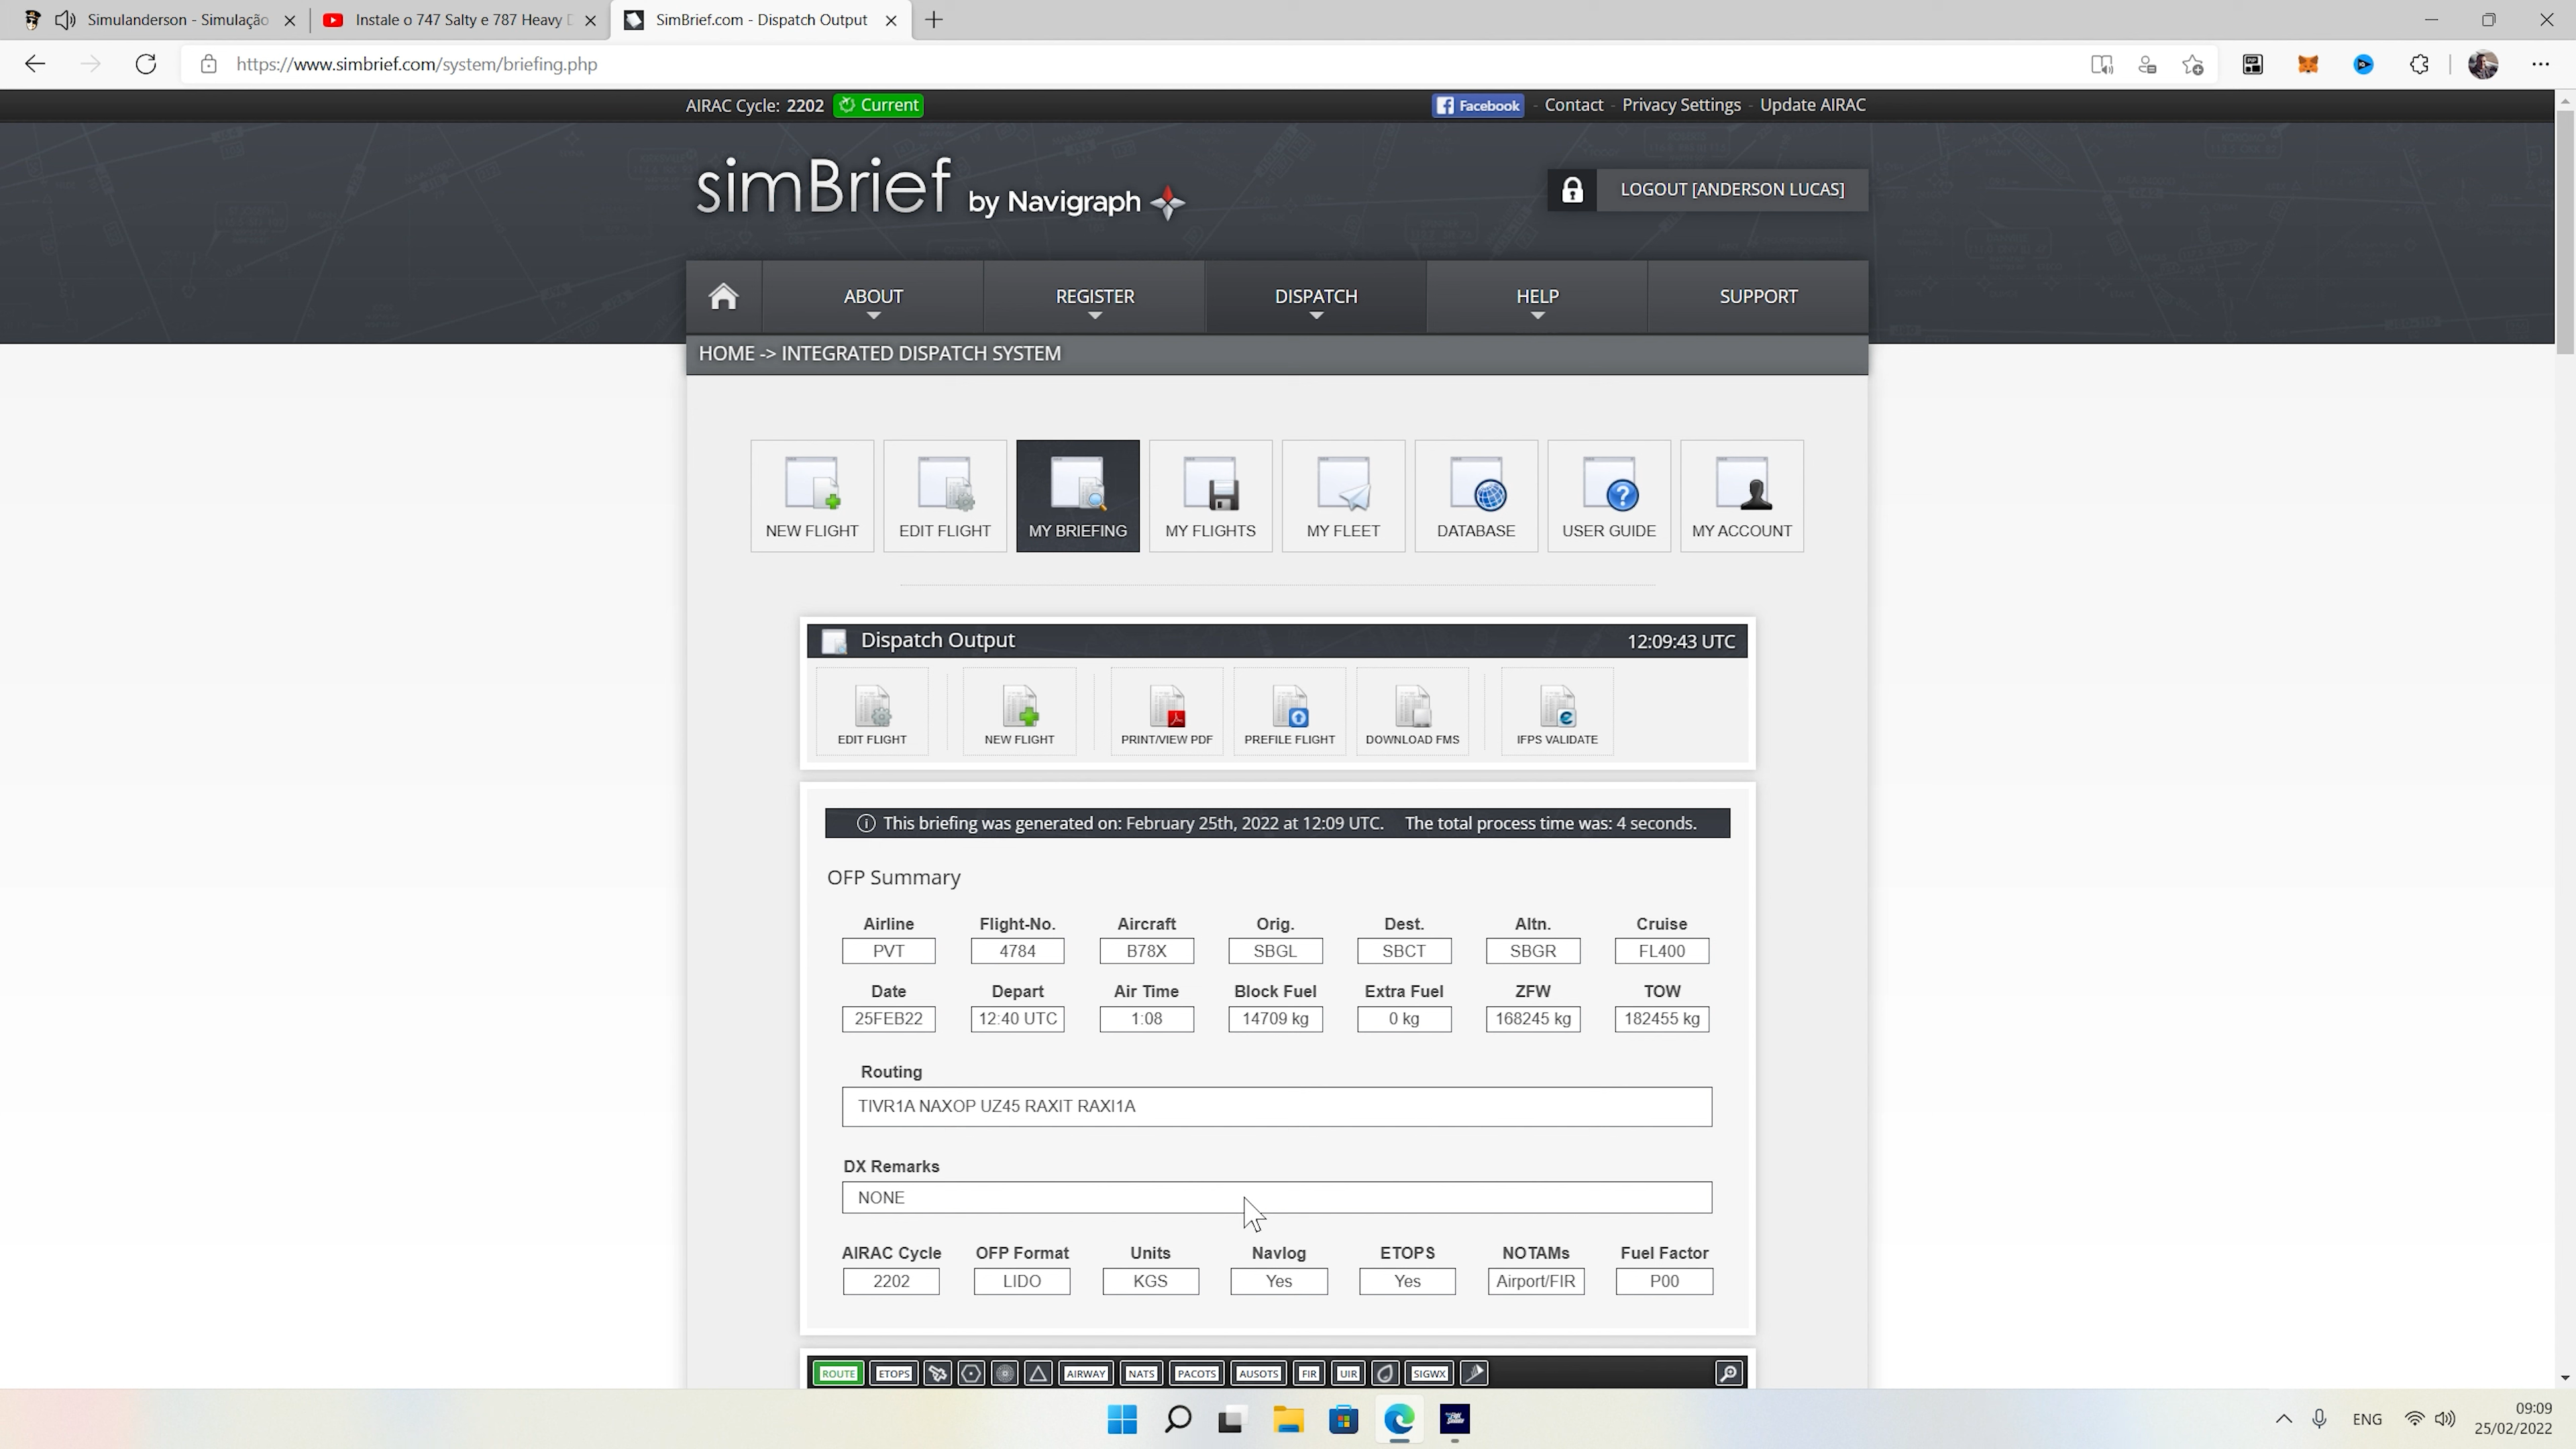 Simulanderson - Simulação
Instale o 747 Salty e 787 Heavy D
SimBrief.com - Dispatch Output
https://www.simbrief.com/system/briefing.php
AIRAC Cycle: 2202 Current
Facebook - Contact - Privacy Settings - Update AIRAC
simBrief by Navigraph
LOGOUT [ANDERSON LUCAS]
ABOUT REGISTER DISPATCH HELP SUPPORT
HOME -> INTEGRATED DISPATCH SYSTEM
NEW FLIGHT EDIT FLIGHT MY BRIEFING MY FLIGHTS MY FLEET DATABASE USER GUIDE MY ACCOUNT
Dispatch Output 12:09:43 UTC
EDIT FLIGHT NEW FLIGHT PRINT/VIEW PDF PREFILE FLIGHT DOWNLOAD FMS IFPS VALIDATE
This briefing was generated on: February 25th, 2022 at 12:09 UTC. The total process time was: 4 seconds.
OFP Summary
Airline Flight-No. Aircraft Orig. Dest. Altn. Cruise
PVT 4784 B78X SBGL SBCT SBGR FL400
Date Depart Air Time Block Fuel Extra Fuel ZFW TOW
25FEB22 12:40 UTC 1:08 14709 kg 0 kg 168245 kg 182455 kg
Routing
TIVR1A NAXOP UZ45 RAXIT RAXI1A
DX Remarks
NONE
AIRAC Cycle OFP Format Units Navlog ETOPS NOTAMs Fuel Factor
2202 LIDO KGS Yes Yes Airport/FIR P00
ROUTE ETOPS AIRWAY NATS PACOTS AUSOTS FIR UIR SIGWX
ENG
09:09
25/02/2022